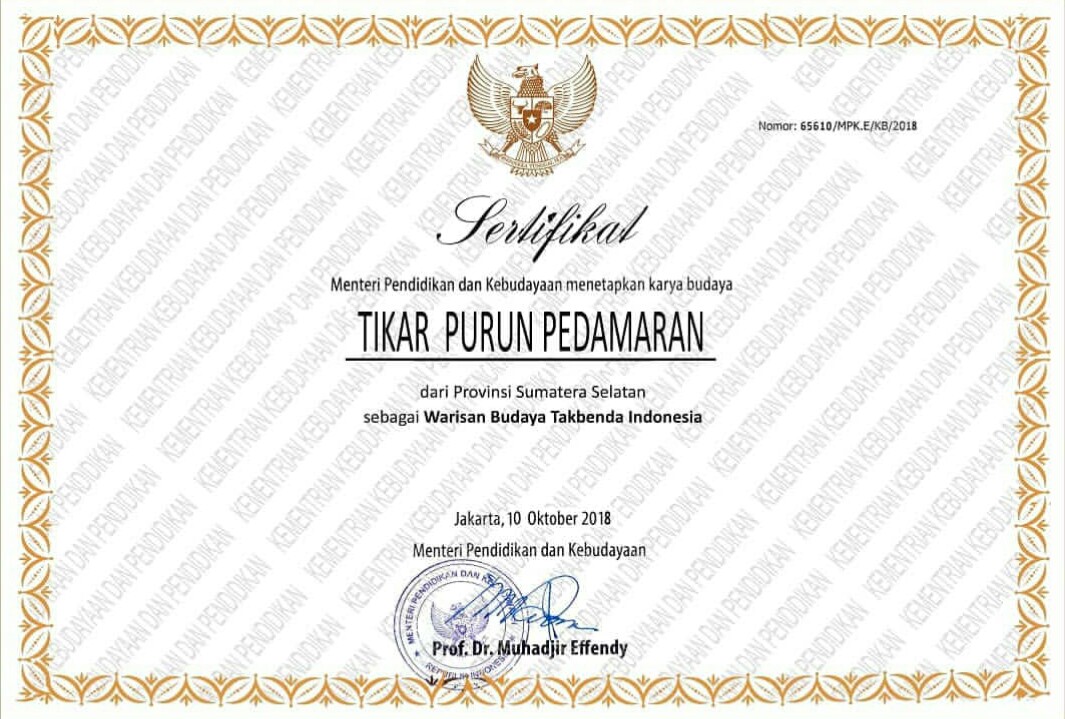 Nomor: 65610/MPK.E/KB/2018
Sertifikat
Menteri Pendidikan dan Kebudayaan menetapkan karya budaya
TIKAR PURUN PEDAMARAN
dari Provinsi Sumatera Selatan
sebagai Warisan Budaya Takbenda Indonesia
Jakarta, 10 Oktober 2018
Menteri Pendidikan dan Kebudayaan
MENTERI PENDIDIKAN DAN
REPUBLIK INDONESIA
Prof. Dr. Muhadjir Effendy
KEMENTRIAN KEBUDAYAAN DAN PENDIDIKAN